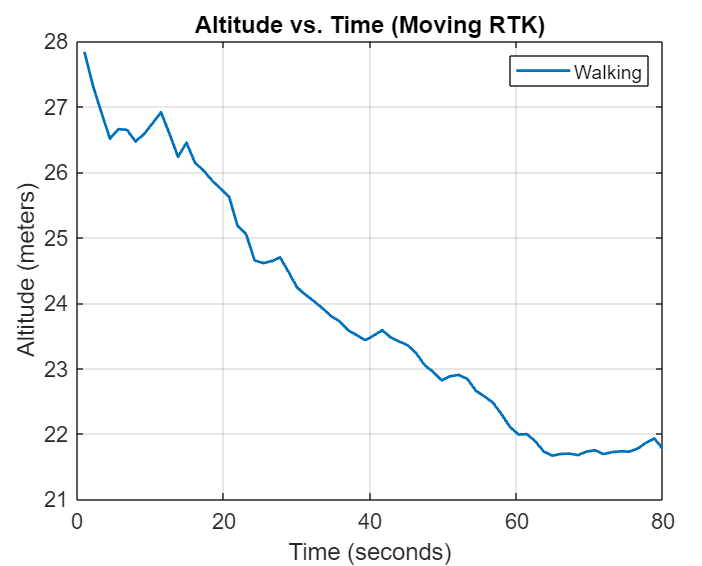 Altitude vs. Time (Moving RTK)
Walking
28
27
26
25
24
23
22
21
Altitude (meters)
0 20 40 60 80
Time (seconds)